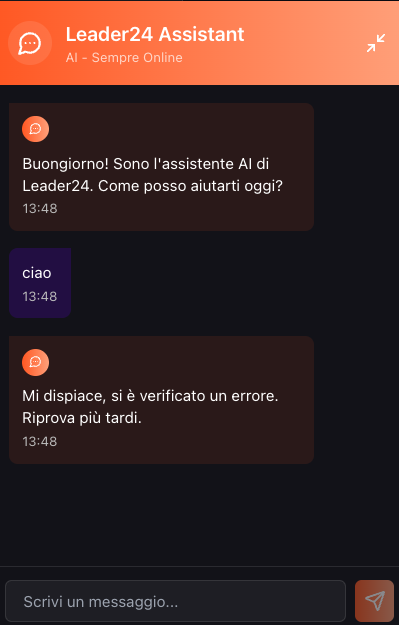 Leader24 Assistant
AI - Sempre Online
Buongiorno! Sono l'assistente AI di
Leader24. Come posso aiutarti oggi?
13:48
ciao
13:48
Mi dispiace, si è verificato un errore.
Riprova più tardi.
13:48
Scrivi un messaggio...